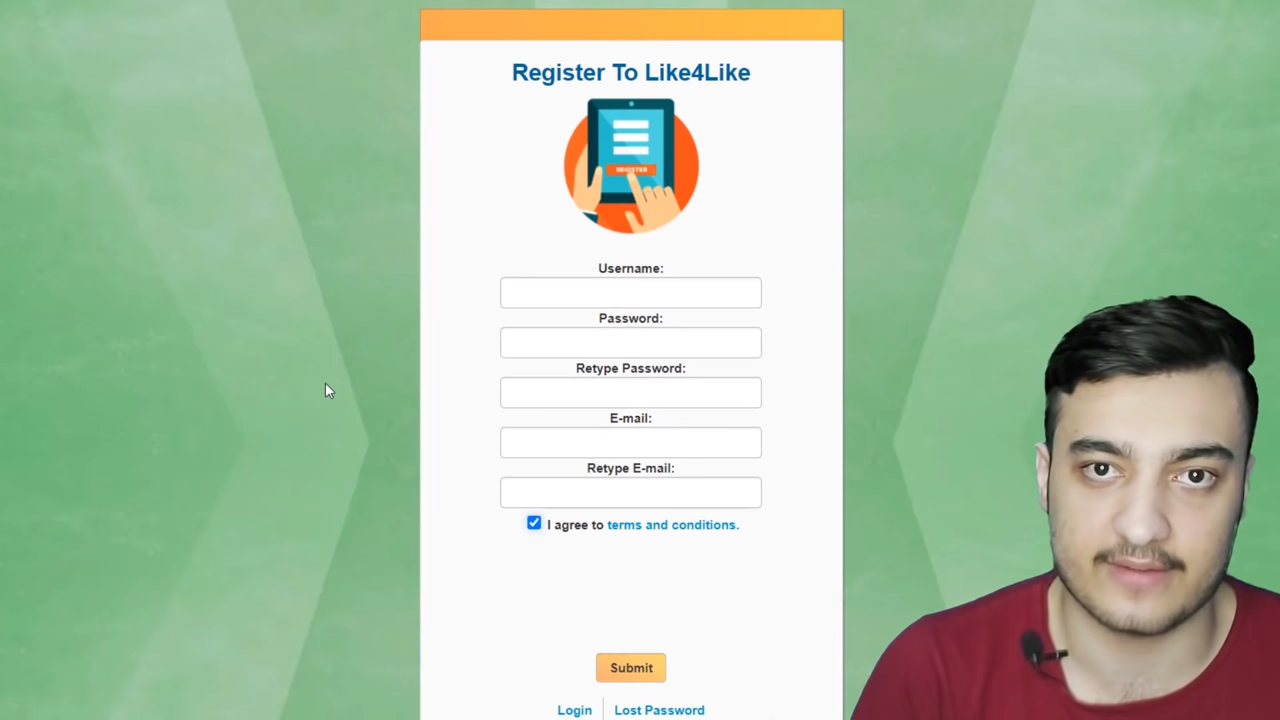 Register To Like4Like
REGISTER
Username:
Password:
Retype Password:
E-mail:
Retype E-mail:
I agree to terms and conditions.
Submit
Login
Lost Password